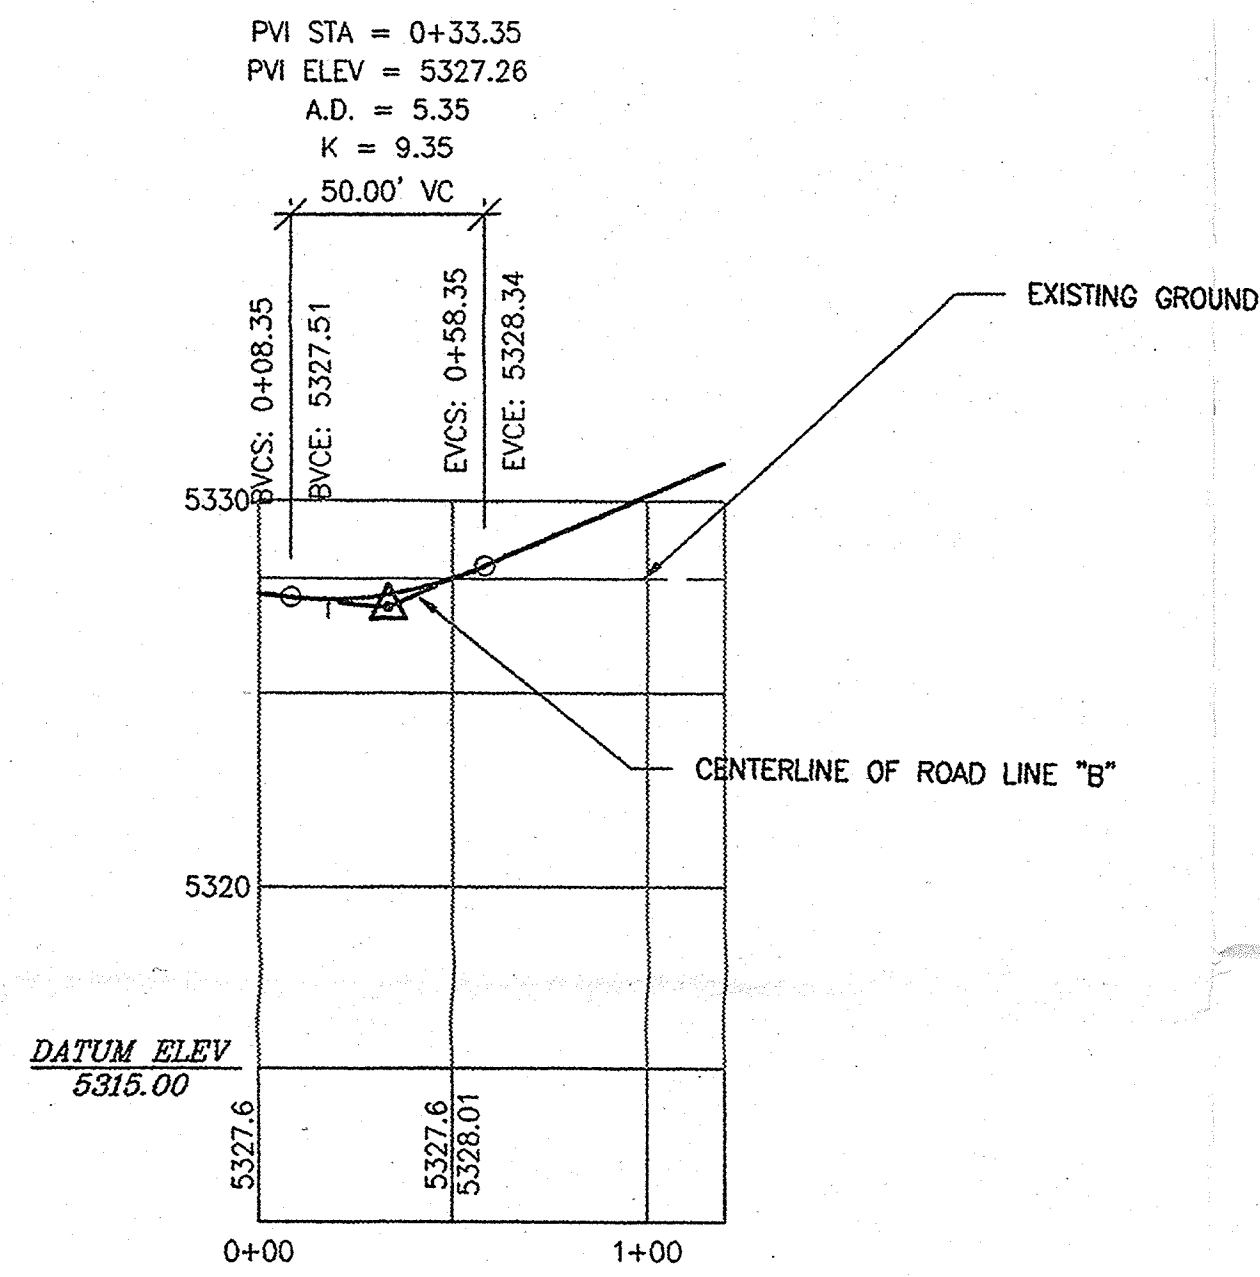 PVI STA = 0+33.35
PVI ELEV = 5327.26
A.D. = 5.35
K = 9.35
50.00' VC
BVCS: 0+08.35
BVCE: 5327.51
EVCS: 0+58.35
EVCE: 5328.34
EXISTING GROUND
5330
CENTERLINE OF ROAD LINE "B"
5320
DATUM ELEV
5315.00
5327.6
5327.6
5328.01
0+00
1+00